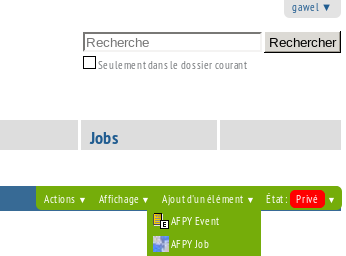 gawel ▼
Recherche Rechercher
Seulement dans le dossier courant
Jobs
Actions ▼ Affichage ▼ Ajout d'un élément ▼ État : Privé ▼
AFPY Event
AFPY Job